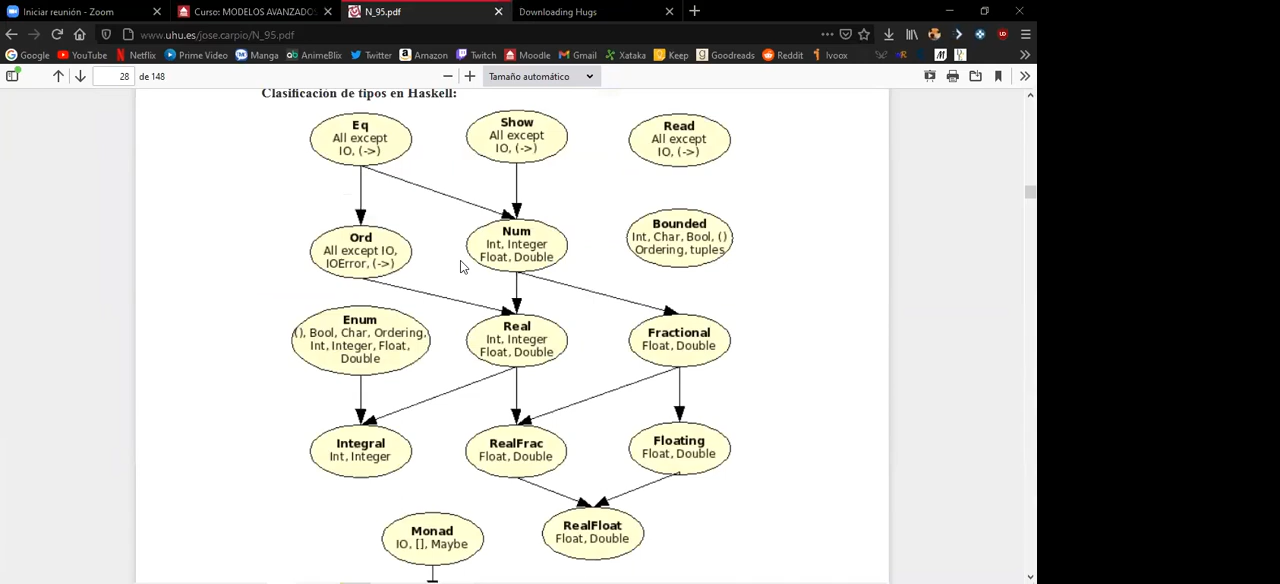 Iniciar reunión - Zoom
Curso: MODELOS AVANZADOS
N_95.pdf
Downloading Hugs
www.uhu.es/jose.carpio/N_95.pdf
Google YouTube Netflix Prime Video Manga AnimeBlix Twitter Amazon Twitch Moodle Gmail Xataka Keep Goodreads Reddit Ivoox
28 de 148
Tamaño automático
Clasificación de tipos en Haskell:
Eq
All except
IO, (->)
Show
All except
IO, (->)
Read
All except
IO, (->)
Ord
All except IO,
IOError, (->)
Num
Int, Integer
Float, Double
Bounded
Int, Char, Bool, ()
Ordering, tuples
Enum
(), Bool, Char, Ordering,
Int, Integer, Float,
Double
Real
Int, Integer
Float, Double
Fractional
Float, Double
Integral
Int, Integer
RealFrac
Float, Double
Floating
Float, Double
Monad
IO, [], Maybe
RealFloat
Float, Double